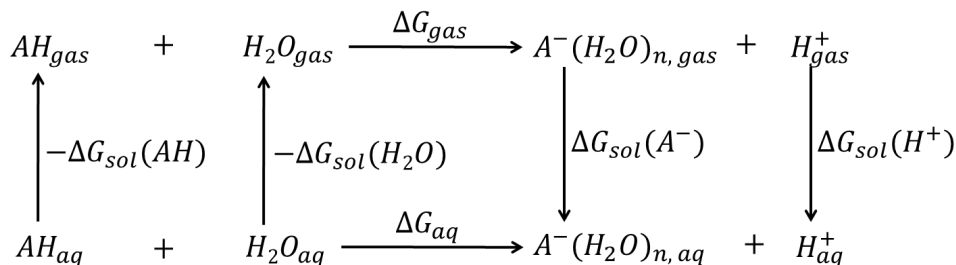 AH_gas + H_2O_gas ΔG_gas A^−(H_2O)_n, gas + H^+_gas
−ΔG_sol(AH) −ΔG_sol(H_2O) ΔG_sol(A^−) ΔG_sol(H^+)
AH_aq + H_2O_aq ΔG_aq A^−(H_2O)_n, aq + H^+_aq